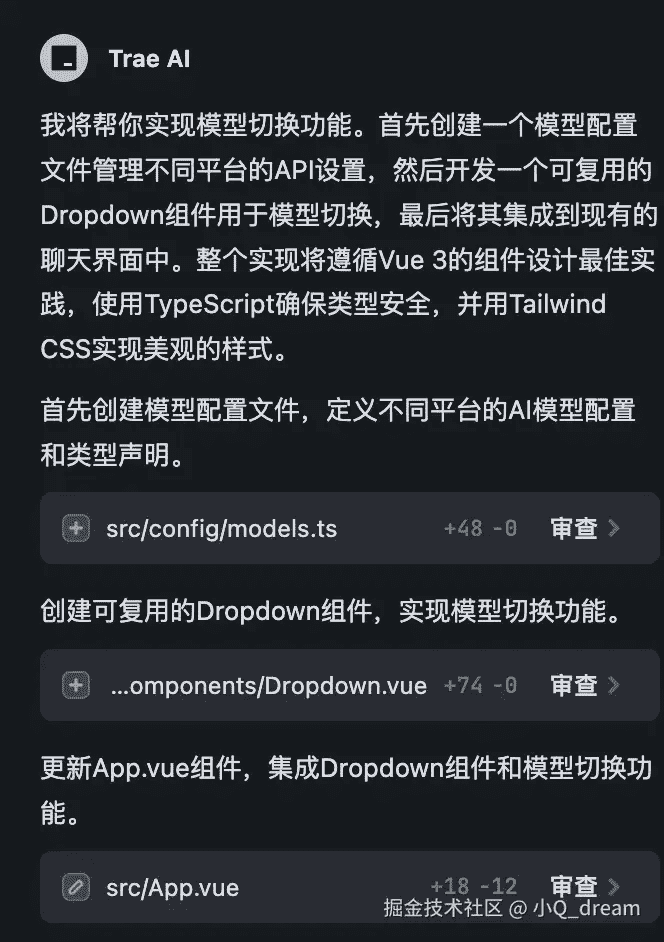 Trae AI
我将帮你实现模型切换功能。首先创建一个模型配置
文件管理不同平台的API设置，然后开发一个可复用的
Dropdown组件用于模型切换，最后将其集成到现有的
聊天界面中。整个实现将遵循Vue 3的组件设计最佳实
践，使用TypeScript确保类型安全，并用Tailwind
CSS实现美观的样式。
首先创建模型配置文件，定义不同平台的AI模型配置
和类型声明。
src/config/models.ts +48 -0 审查
创建可复用的Dropdown组件，实现模型切换功能。
...omponents/Dropdown.vue +74 -0 审查
更新App.vue组件，集成Dropdown组件和模型切换功
能。
src/App.vue +18 -12 审查
掘金技术社区 @ 小Q_dream